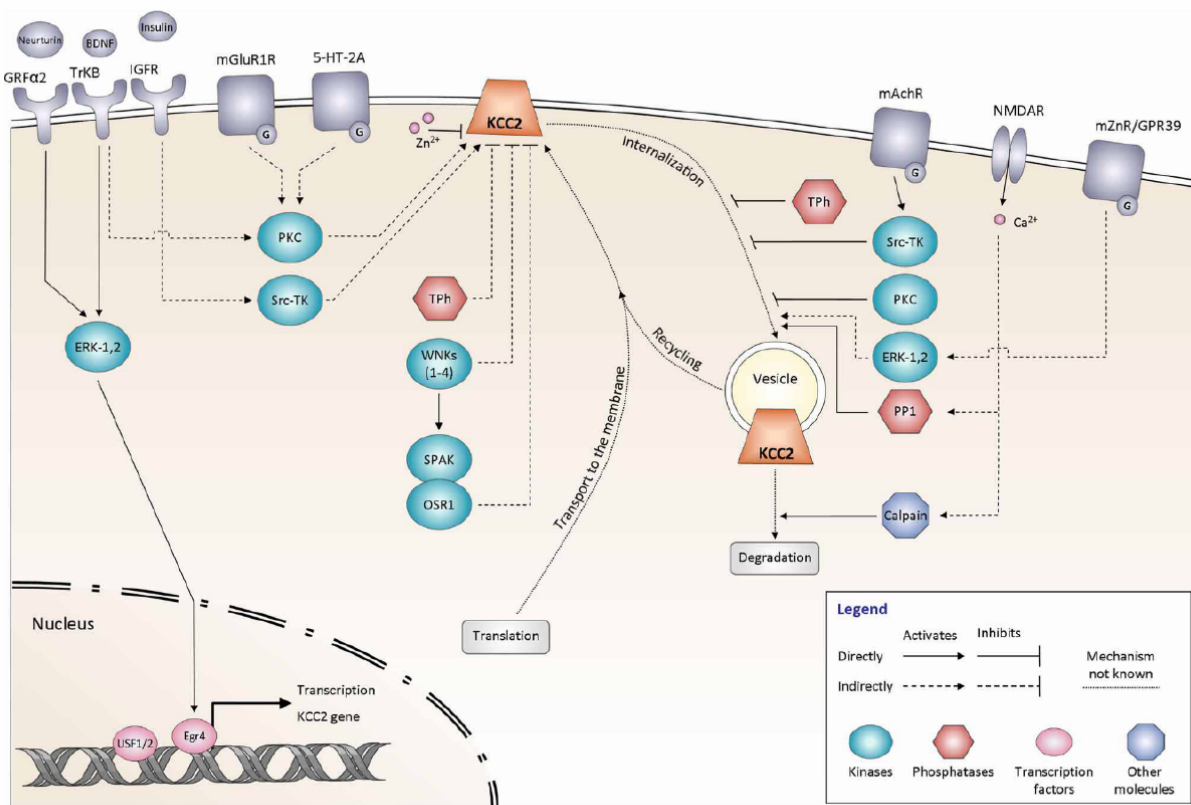 Neurturin
BDNF
Insulin
GRFα2
TrKB
IGFR
mGluR1R
5-HT-2A
G
G
Zn²⁺
KCC2
mAchR
G
NMDAR
Ca²⁺
mZnR/GPR39
G
Internalization
TPh
Src-TK
PKC
ERK-1,2
PP1
Calpain
PKC
Src-TK
ERK-1,2
TPh
WNKs
(1-4)
SPAK
OSR1
Recycling
Transport to the membrane
Vesicle
KCC2
Degradation
Translation
Nucleus
Transcription
KCC2 gene
USF1/2
Egr4
Legend
Activates
Inhibits
Directly
Mechanism
not known
Indirectly
Kinases
Phosphatases
Transcription
factors
Other
molecules